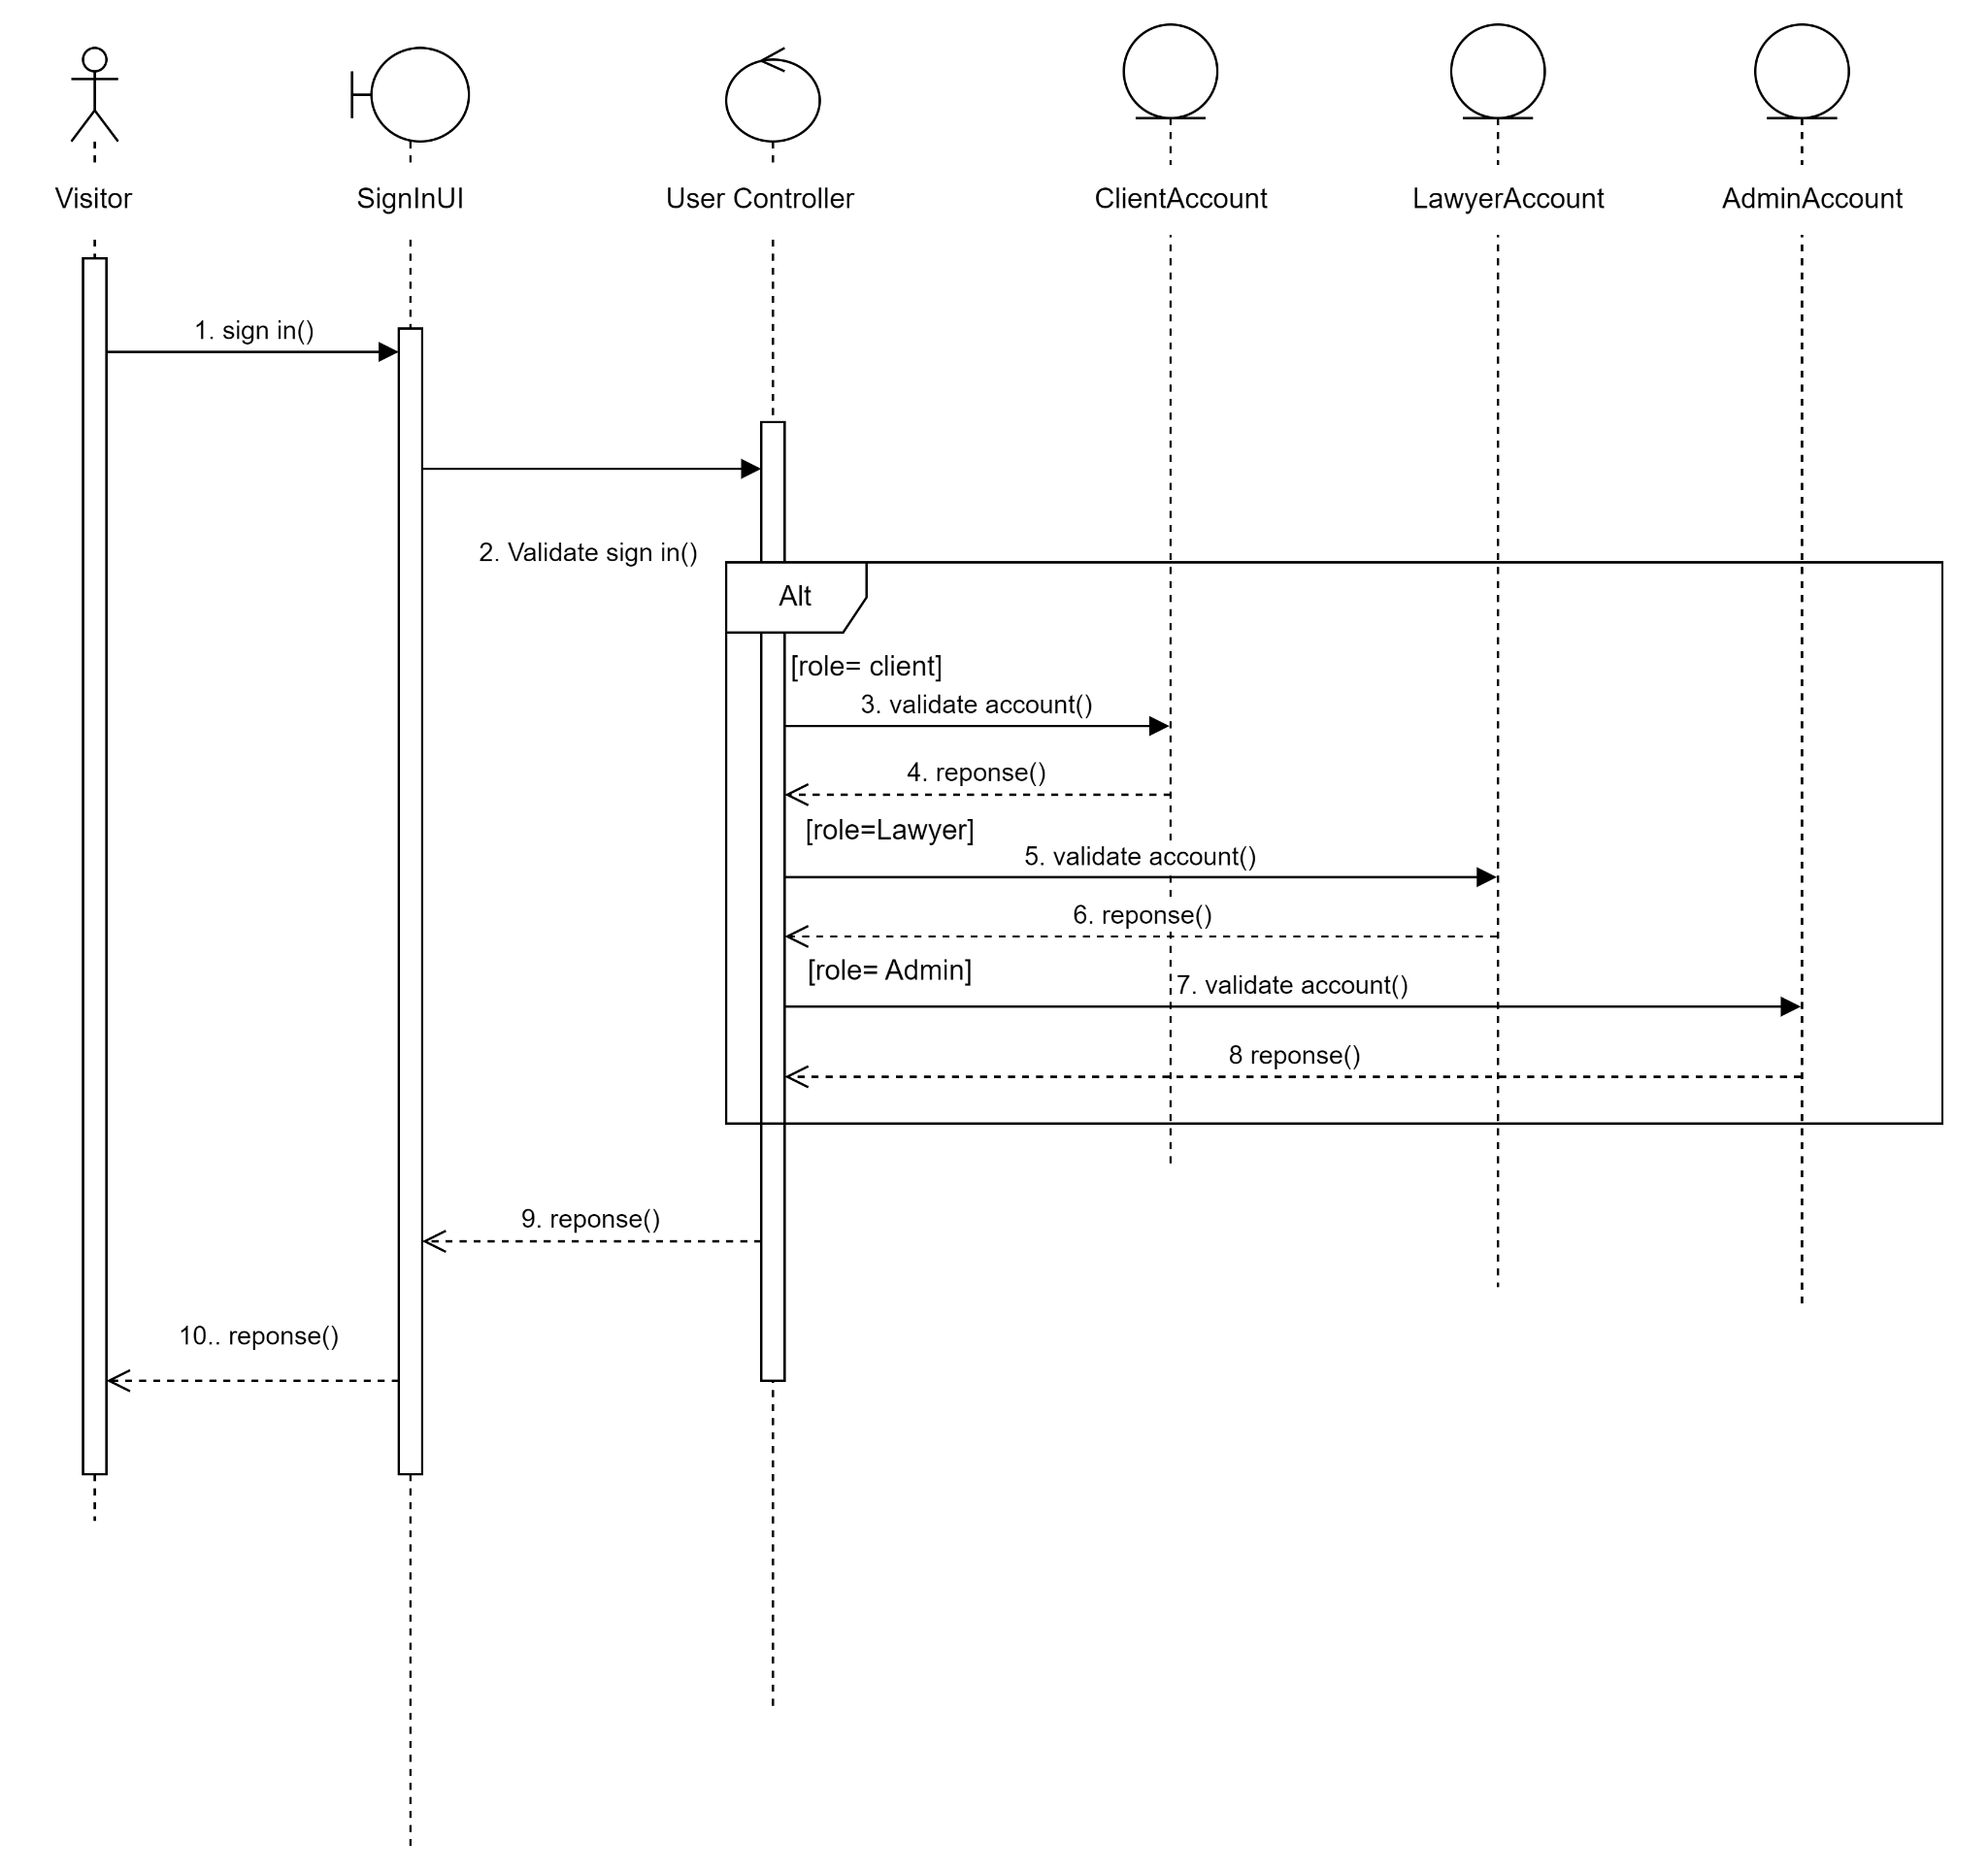 Visitor
SignInUI
User Controller
ClientAccount
LawyerAccount
AdminAccount
1. sign in()
2. Validate sign in()
Alt
[role= client]
3. validate account()
4. reponse()
[role=Lawyer]
5. validate account()
6. reponse()
[role= Admin]
7. validate account()
8 reponse()
9. reponse()
10.. reponse()